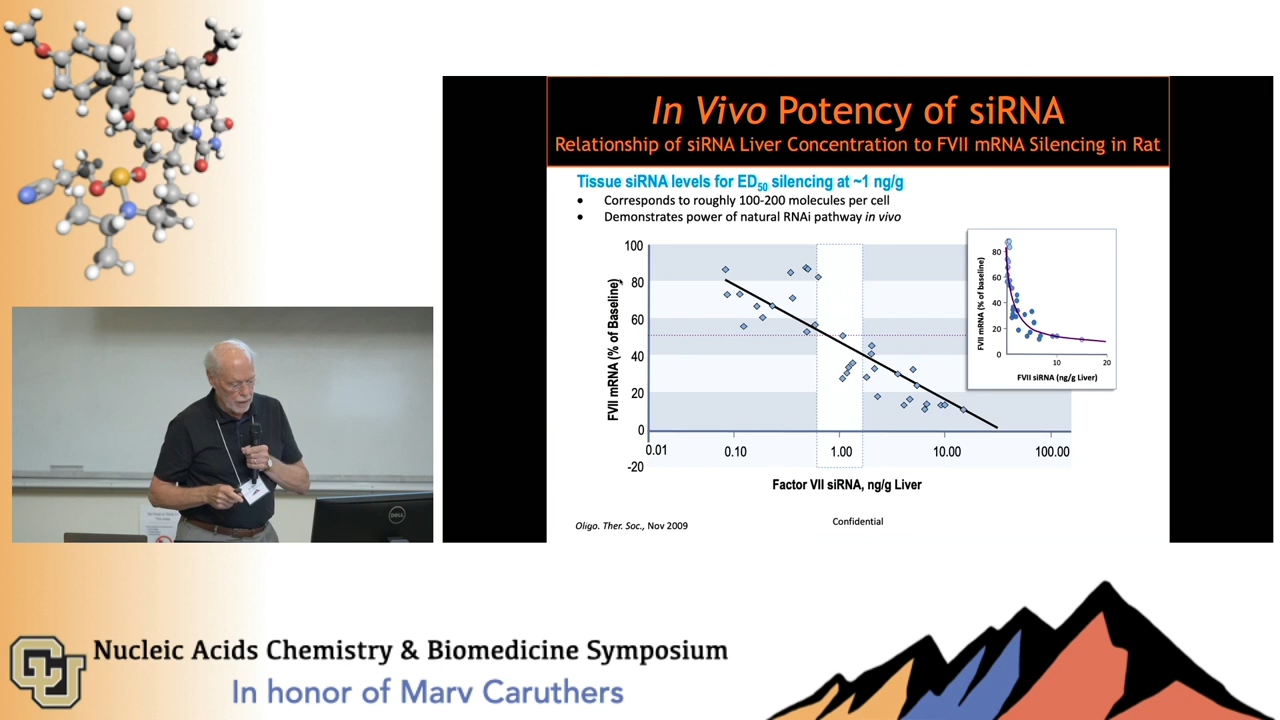 In Vivo Potency of siRNA
Relationship of siRNA Liver Concentration to FVII mRNA Silencing in Rat
Tissue siRNA levels for ED50 silencing at ~1 ng/g
• Corresponds to roughly 100-200 molecules per cell
• Demonstrates power of natural RNAi pathway in vivo
FVII mRNA (% of Baseline)
100
80
60
40
20
0
-20
0.01 0.10 1.00 10.00 100.00
Factor VII siRNA, ng/g Liver
FVII mRNA (% of baseline)
80
60
40
20
0
10 20
FVII siRNA (ng/g Liver)
Oligo. Ther. Soc., Nov 2009
Confidential
DELL
CU
Nucleic Acids Chemistry & Biomedicine Symposium
In honor of Marv Caruthers